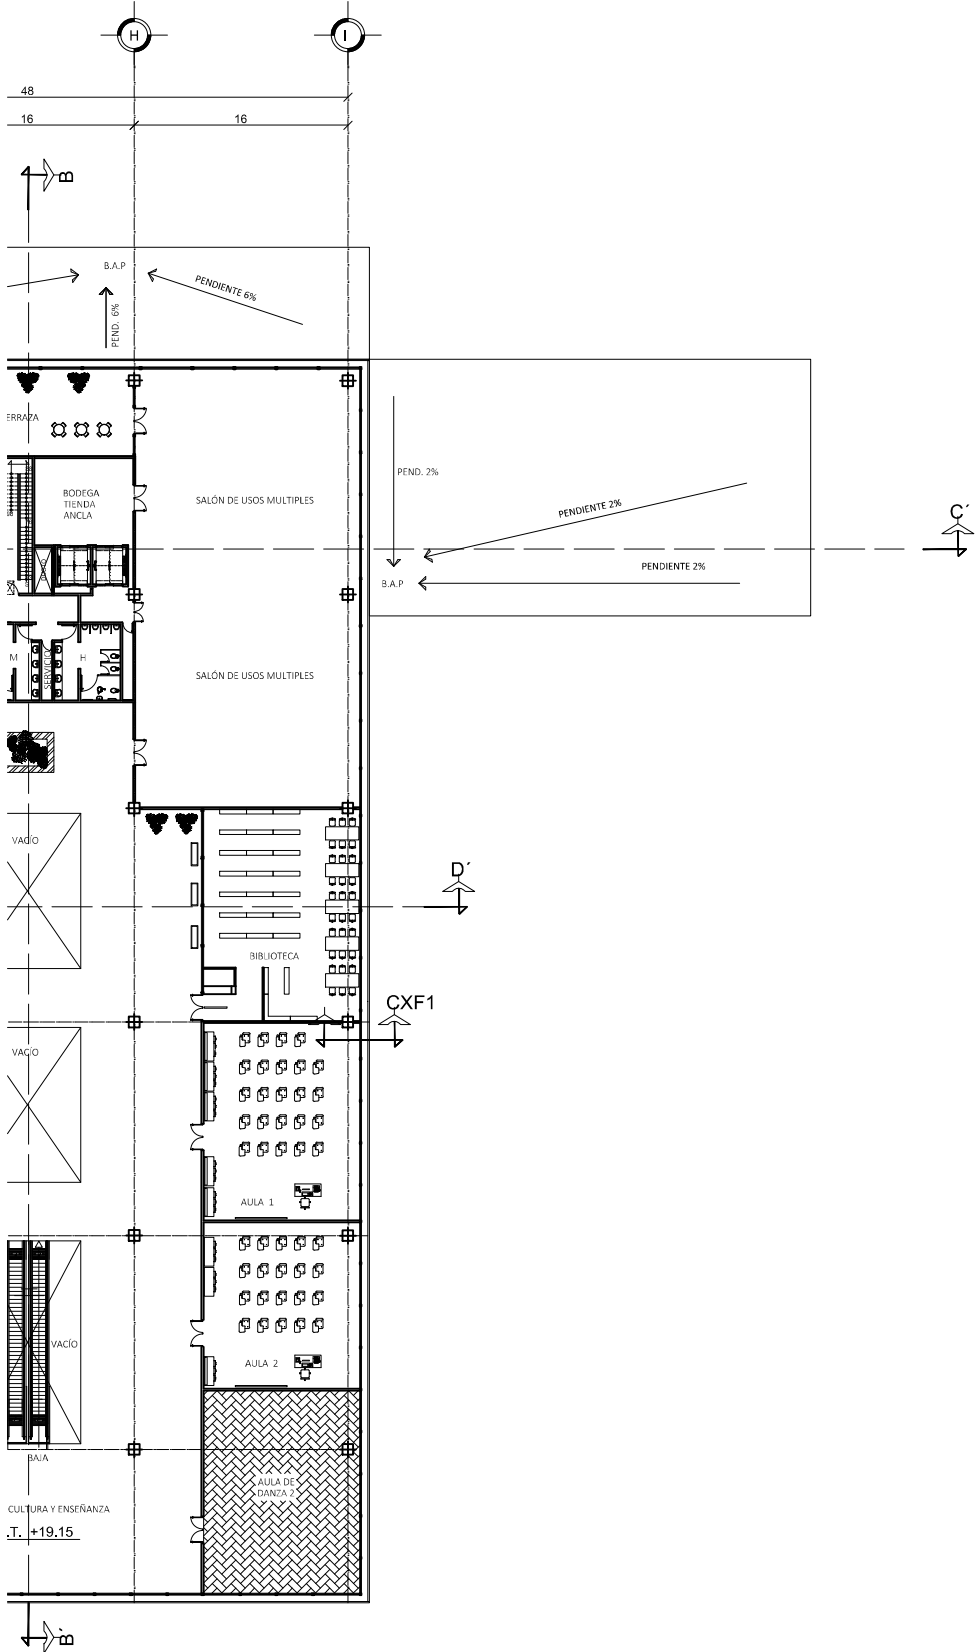 H
I
48
16
16
B
B.A.P
PENDIENTE 6%
PEND. 6%
ERRAZA
PEND. 2%
BODEGA
TIENDA
ANCLA
SALÓN DE USOS MULTIPLES
PENDIENTE 2%
C´
PENDIENTE 2%
B.A.P
M
SERVICIO
H
SALÓN DE USOS MULTIPLES
VACÍO
D´
BIBLIOTECA
CXF1
VACÍO
AULA 1
VACÍO
AULA 2
BAJA
AULA DE
DANZA 2
CULTURA Y ENSEÑANZA
.T. +19.15
B´